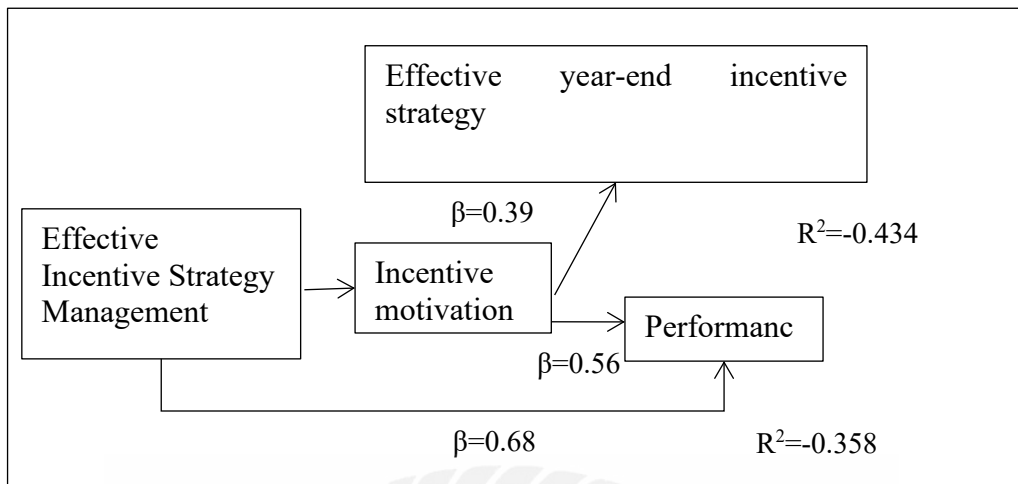 Effective year-end incentive
strategy
β=0.39
R²=-0.434
Effective
Incentive Strategy
Management
Incentive
motivation
Performanc
β=0.56
β=0.68
R²=-0.358